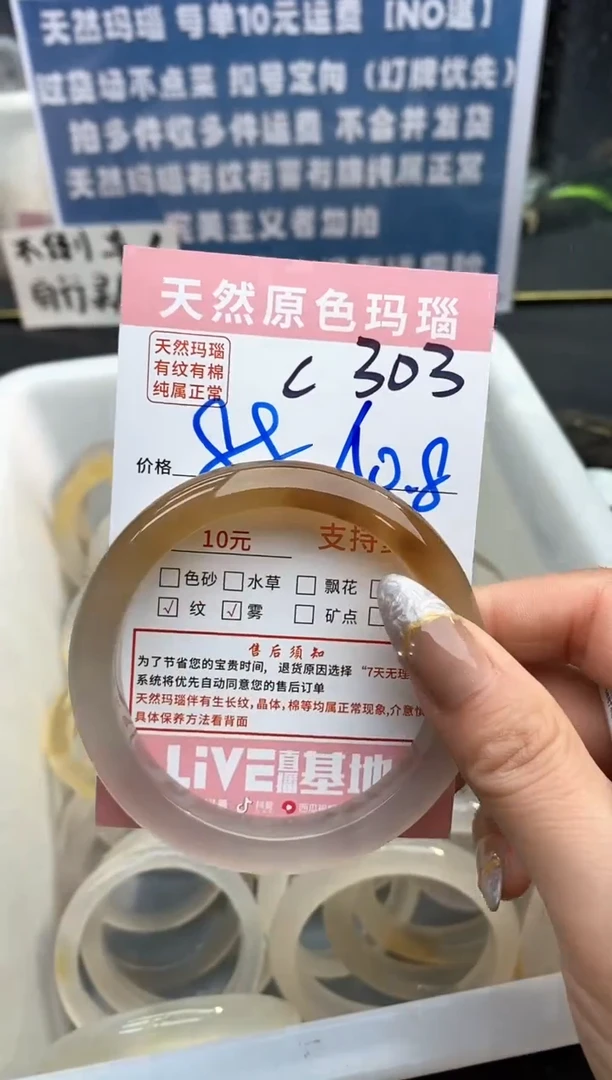 天然玛瑙 每单10元运费 【NO退】
过货场不点菜 扣号定向 (灯牌优先)
拍多件收多件运费 不合并发货
天然玛瑙有纹有雾有棉纯属正常
完美主义者勿拍
天然原色玛瑙
天然玛瑙
有纹有棉
纯属正常
C 303
价格
10.8
10元 支持
色砂 水草 飘花
√ 纹 √ 雾 矿点
售后须知
为了节省您的宝贵时间，退货原因选择 “7天无理
系统将优先自动同意您的售后订单
天然玛瑙伴有生长纹，晶体，棉等均属正常现象，介意
具体保养方法看背面
LiVE直播基地
抖音 西瓜